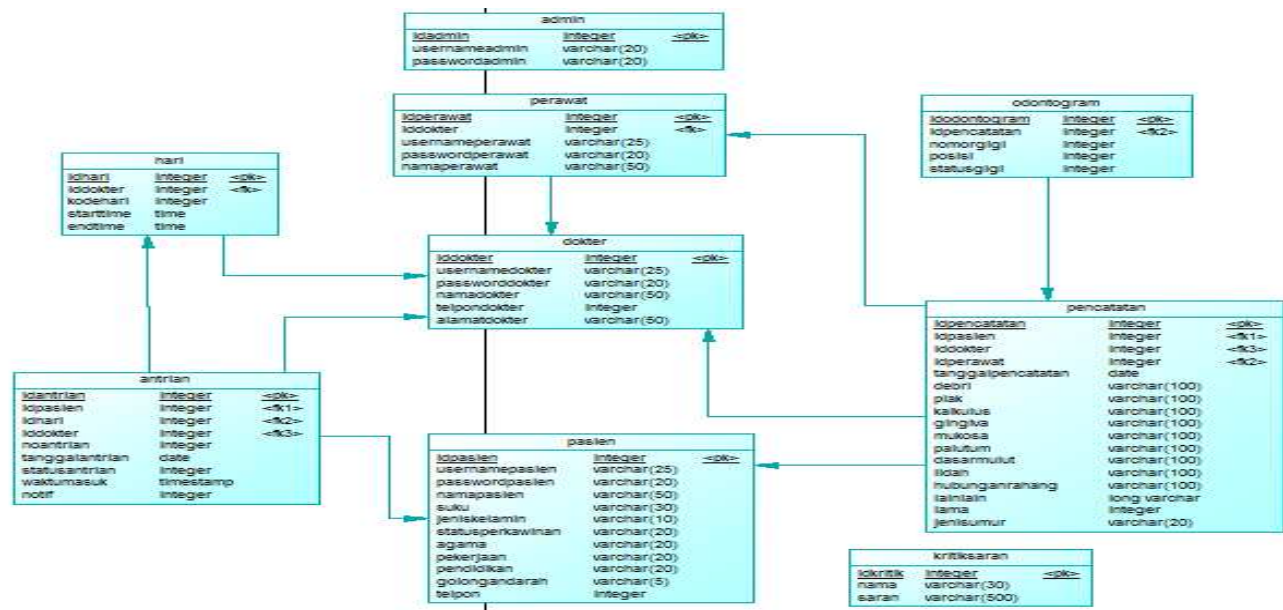 admin
idadmin integer <pk>
usernameadmin varchar(20)
passwordadmin varchar(20)
perawat
idperawat integer <pk>
iddokter integer <fk>
usernameperawat varchar(25)
passwordperawat varchar(20)
namaperawat varchar(50)
odontogram
idodontogram integer <pk>
idpencatatan integer <fk2>
nomorgigi integer
posisi integer
statusgigi integer
hari
idhari integer <pk>
iddokter integer <fk>
kodehari integer
starttime time
endtime time
dokter
iddokter integer <pk>
usernamedokter varchar(25)
passworddokter varchar(20)
namadokter varchar(50)
telpondokter integer
alamatdokter varchar(50)
pencatatan
idpencatatan integer <pk>
idpasien integer <fk1>
iddokter integer <fk3>
idperawat integer <fk2>
tanggalpencatatan date
debri varchar(100)
plak varchar(100)
kalkulus varchar(100)
gingiva varchar(100)
mukosa varchar(100)
palutum varchar(100)
dasarmulut varchar(100)
lidah varchar(100)
hubunganrahang varchar(100)
lainlain long varchar
lama integer
jenisumur varchar(20)
antrian
idantrian integer <pk>
idpasien integer <fk1>
idhari integer <fk2>
iddokter integer <fk3>
noantrian integer
tanggalantrian date
statusantrian integer
waktumasuk timestamp
notif integer
pasien
idpasien integer <pk>
usernamepasien varchar(25)
passwordpasien varchar(20)
namapasien varchar(50)
suku varchar(30)
jeniskelamin varchar(10)
statusperkawinan varchar(20)
agama varchar(20)
pekerjaan varchar(20)
pendidikan varchar(20)
golongandarah varchar(5)
telpon integer
kritiksaran
idkritik integer <pk>
nama varchar(30)
saran varchar(500)